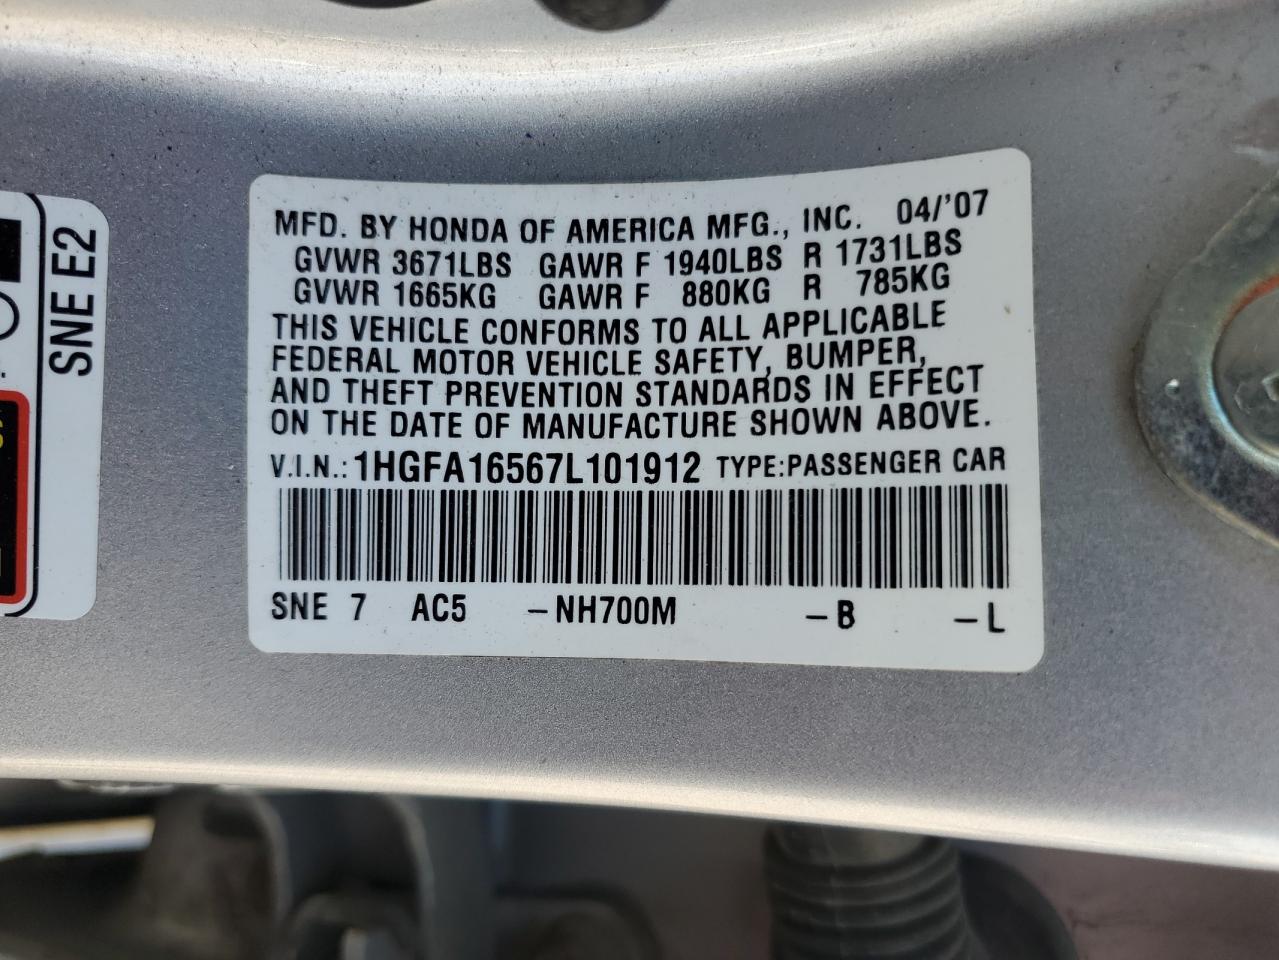 MFD. BY HONDA OF AMERICA MFG., INC. 04/'07
GVWR 3671LBS GAWR F 1940LBS R 1731LBS
GVWR 1665KG GAWR F 880KG R 785KG
THIS VEHICLE CONFORMS TO ALL APPLICABLE
FEDERAL MOTOR VEHICLE SAFETY, BUMPER,
AND THEFT PREVENTION STANDARDS IN EFFECT
ON THE DATE OF MANUFACTURE SHOWN ABOVE.
V.I.N.: 1HGFA16567L101912 TYPE:PASSENGER CAR
SNE 7 AC5 -NH700M -B -L
SNE E2